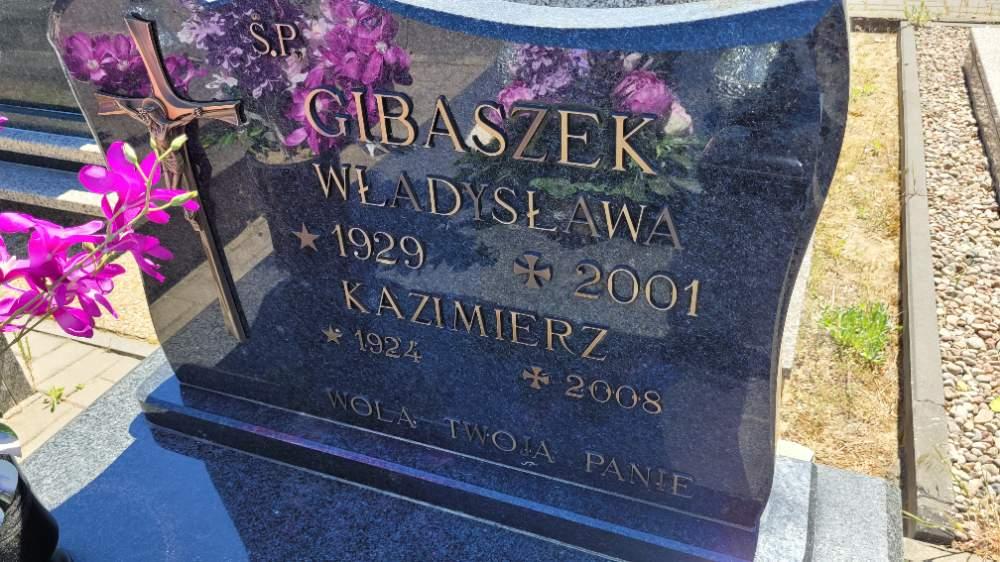 Ś.P.
GIBASZEK
WŁADYSŁAWA
1929 2001
KAZIMIERZ
1924 2008
WOLA TWOJA PANIE